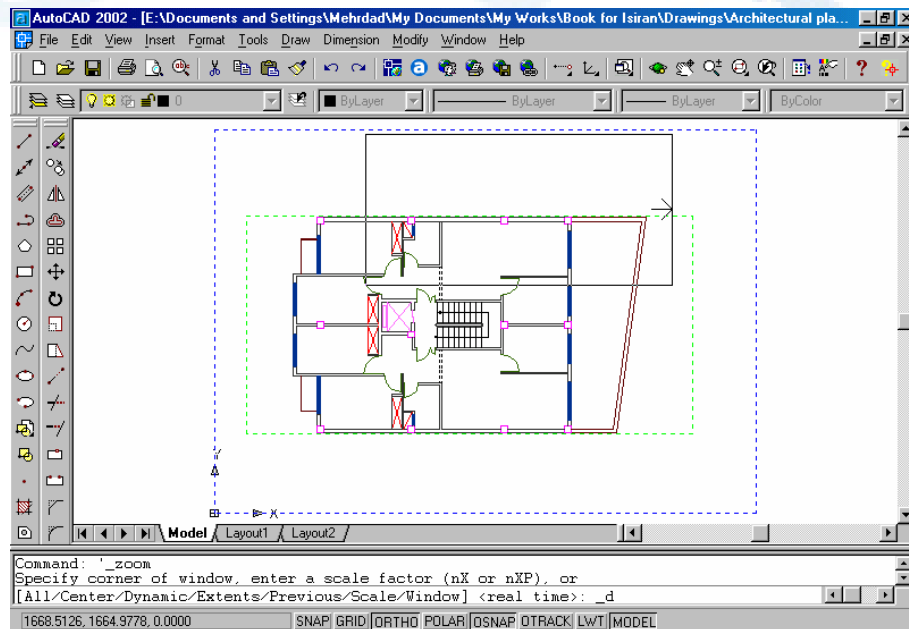 AutoCAD 2002 - [E:\Documents and Settings\Mehrdad\My Documents\My Works\Book for Isiran\Drawings\Architectural pla...
File Edit View Insert Format Tools Draw Dimension Modify Window Help
0 ByLayer ByLayer ByLayer ByColor
Y
X
Model Layout1 Layout2
Command: '_zoom
Specify corner of window, enter a scale factor (nX or nXP), or
[All/Center/Dynamic/Extents/Previous/Scale/Window] <real time>: _d
1668.5126, 1664.9778, 0.0000 SNAP GRID ORTHO POLAR OSNAP OTRACK LWT MODEL